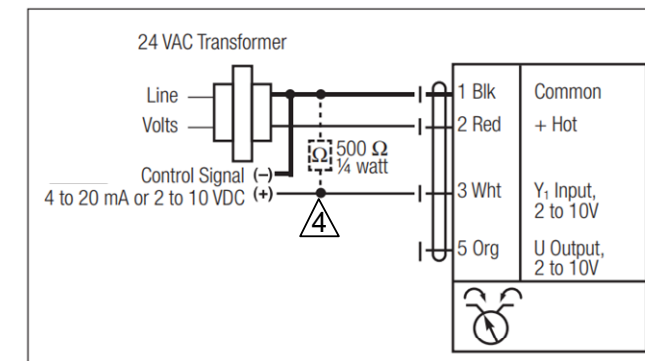 24 VAC Transformer
Line
Volts
1 Blk Common
2 Red + Hot
Ω 500 Ω
¼ watt
Control Signal (–)
4 to 20 mA or 2 to 10 VDC (+)
3 Wht Y₁ Input,
2 to 10V
4
5 Org U Output,
2 to 10V